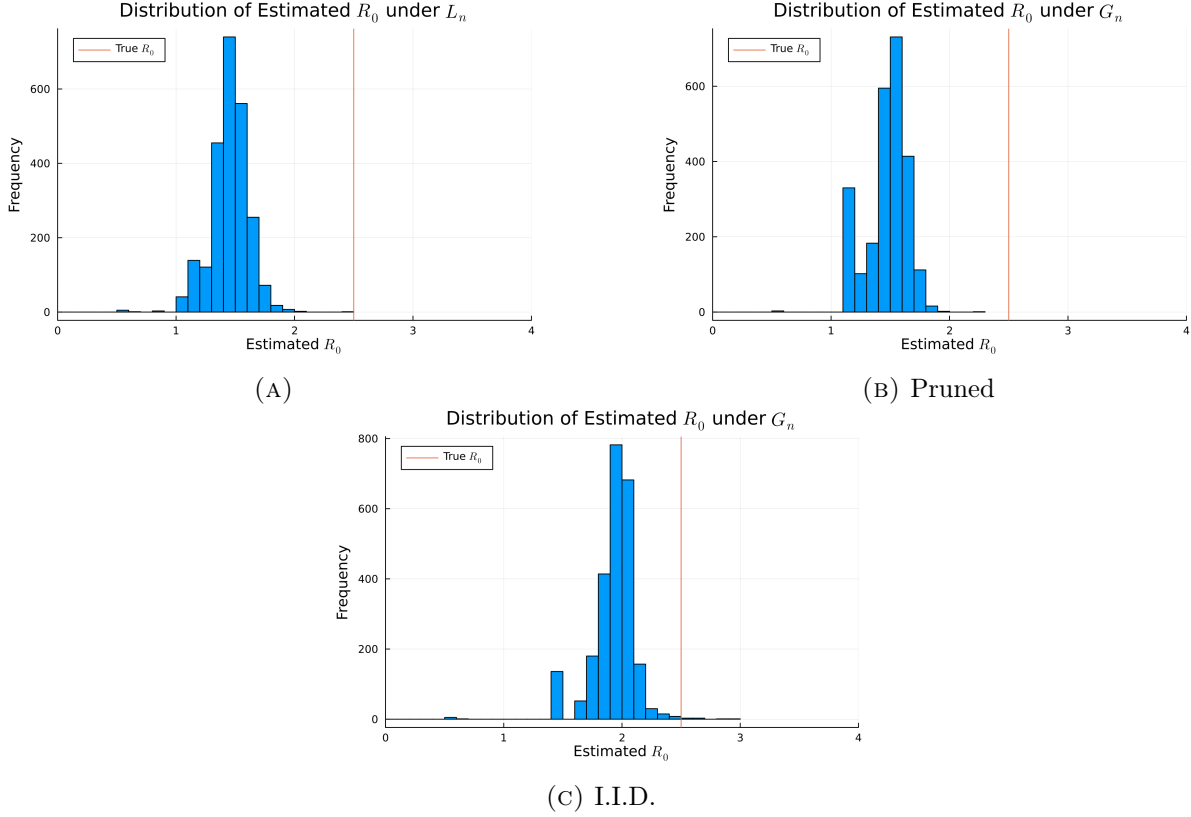 Distribution of Estimated R₀ under Lₙ
True R₀
Frequency
600
400
200
0
0 1 2 3 4
Estimated R₀
(A)
Distribution of Estimated R₀ under Gₙ
True R₀
Frequency
600
400
200
0
0 1 2 3 4
Estimated R₀
(B) Pruned
Distribution of Estimated R₀ under Gₙ
True R₀
Frequency
800
600
400
200
0
0 1 2 3 4
Estimated R₀
(C) I.I.D.